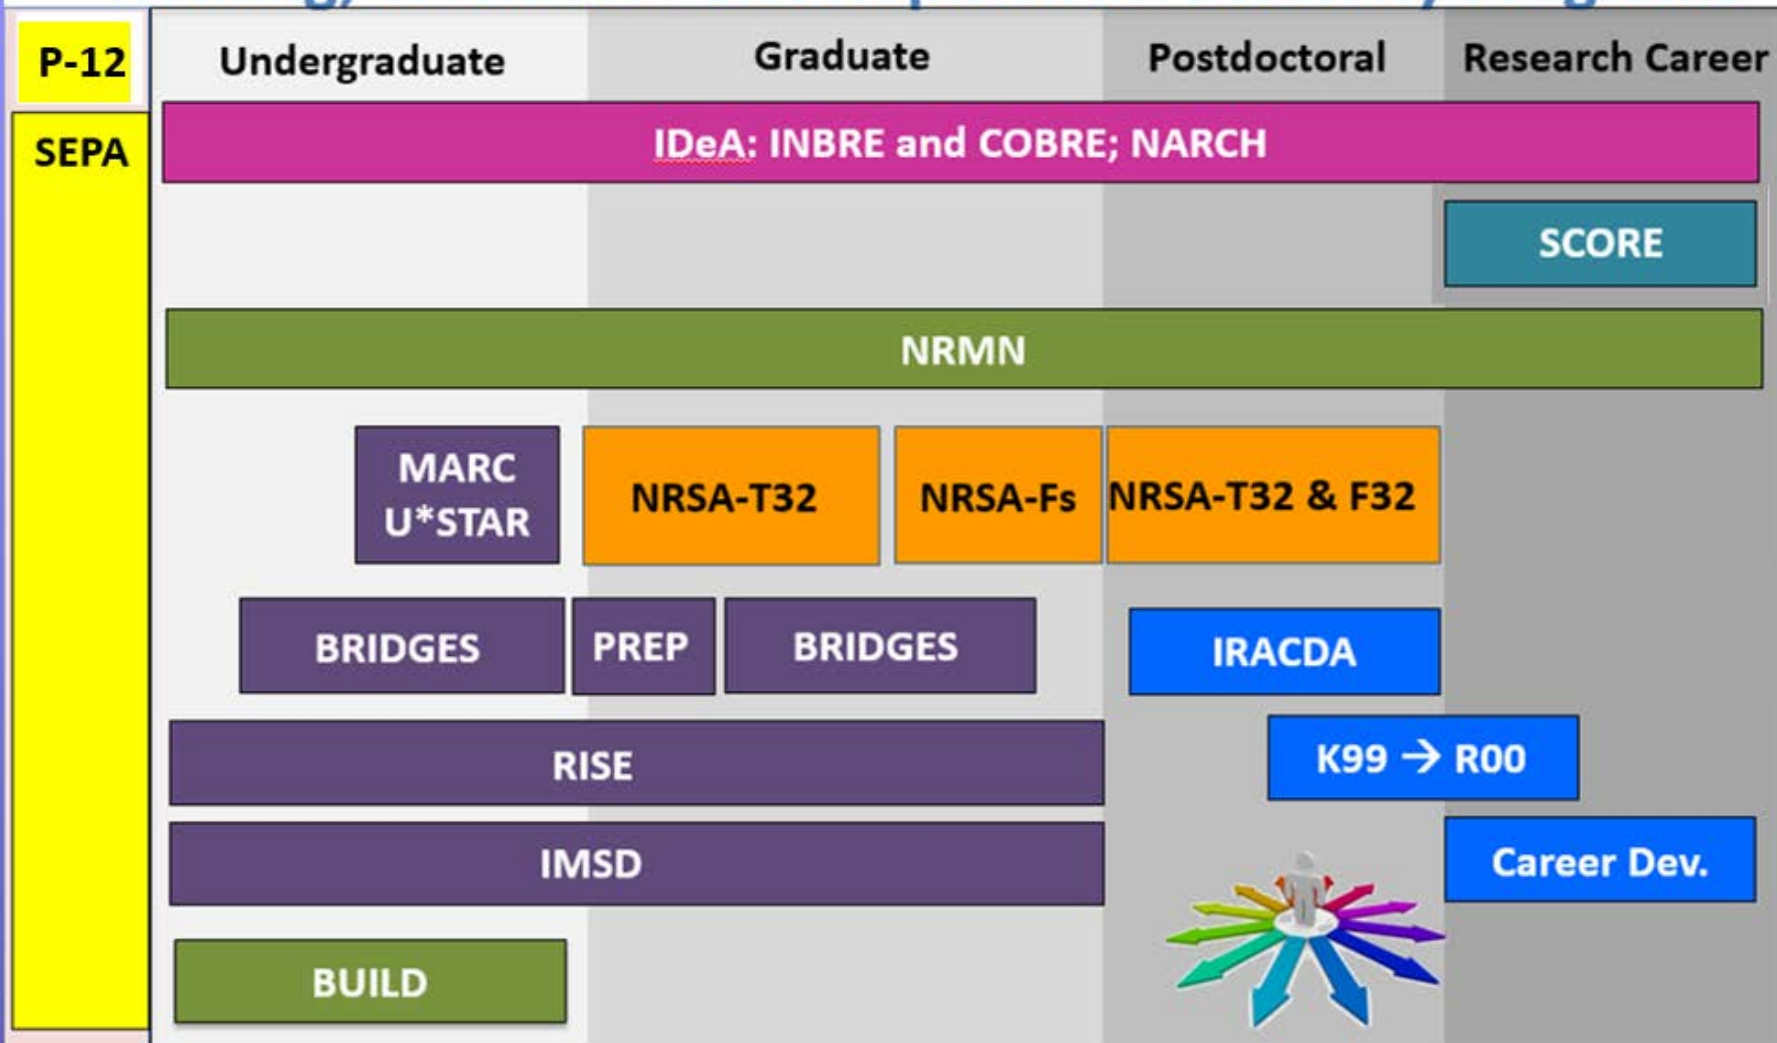 P-12
Undergraduate
Graduate
Postdoctoral
Research Career
SEPA
IDeA: INBRE and COBRE; NARCH
SCORE
NRMN
MARC
U*STAR
NRSA-T32
NRSA-Fs
NRSA-T32 & F32
BRIDGES
PREP
BRIDGES
IRACDA
RISE
K99 → R00
IMSD
Career Dev.
BUILD